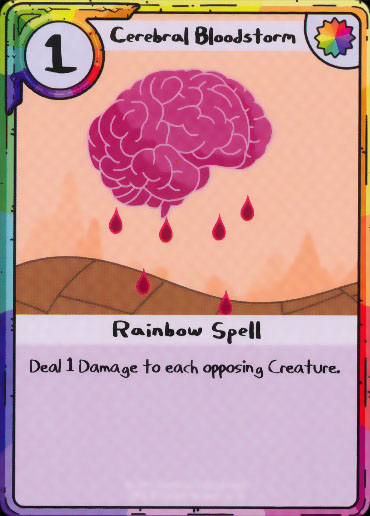 1
Cerebral Bloodstorm
Rainbow Spell
Deal 1 Damage to each opposing Creature.